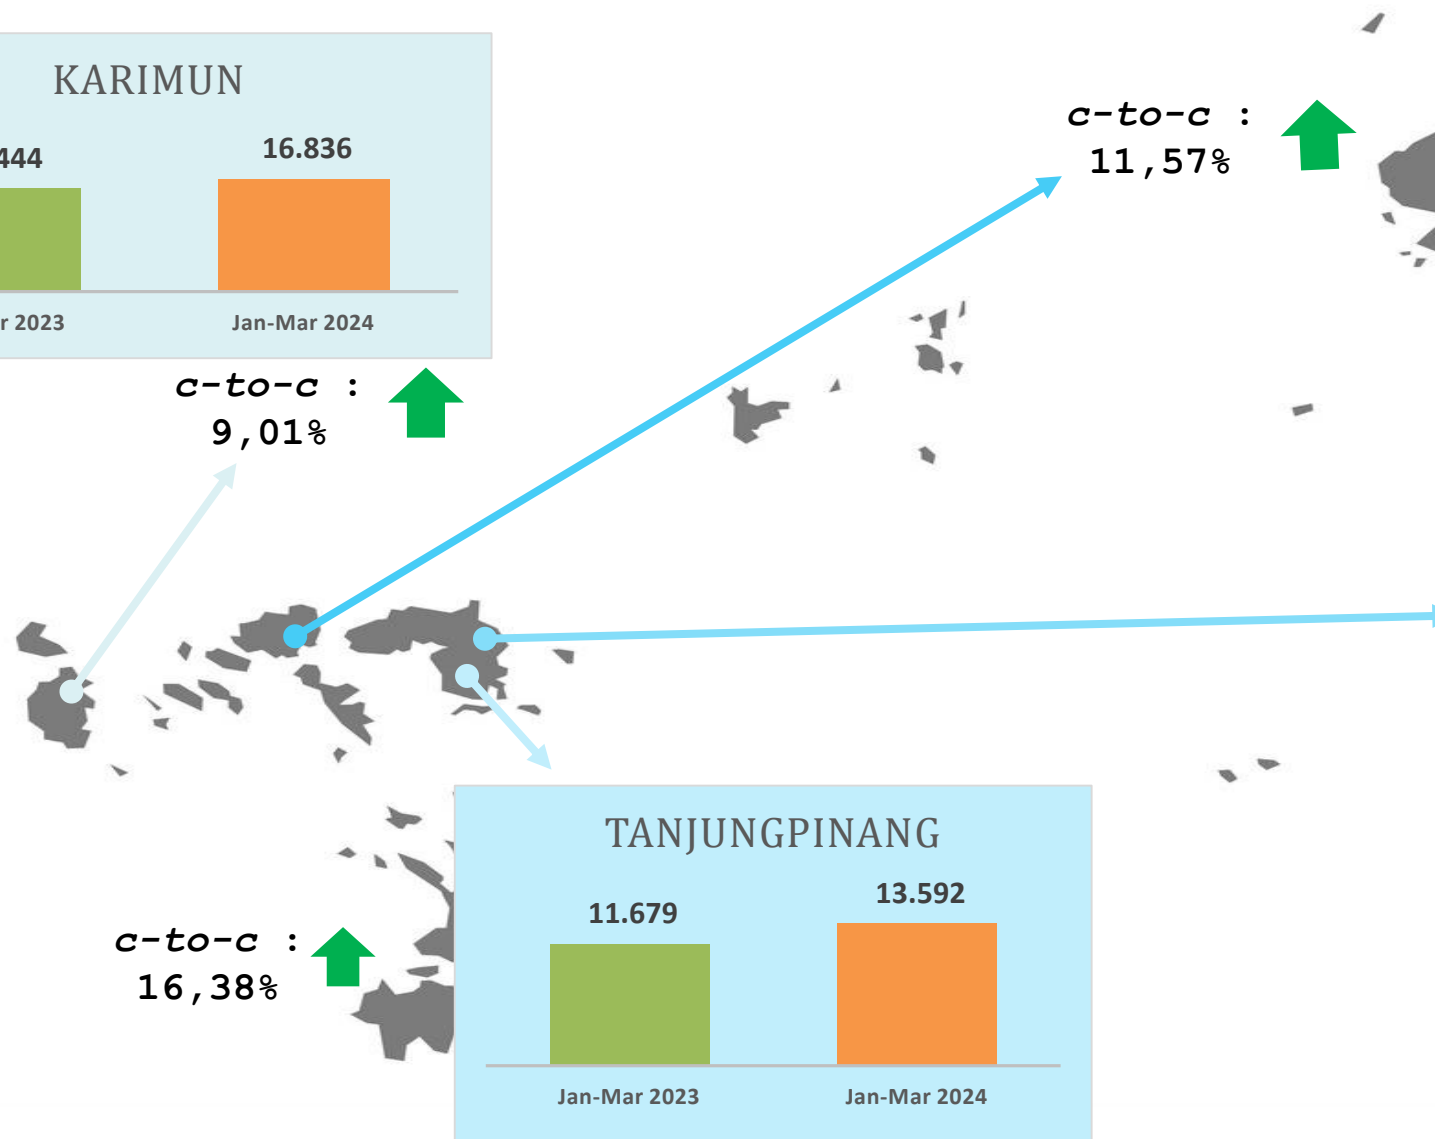 KARIMUN
444
16.836
r 2023
Jan-Mar 2024
c-to-c :
9,01%
c-to-c :
11,57%
TANJUNGPINANG
11.679
13.592
Jan-Mar 2023
Jan-Mar 2024
c-to-c :
16,38%